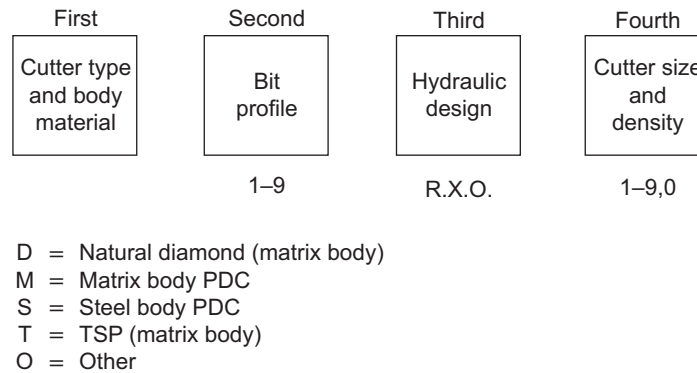 First Second Third Fourth
Cutter type
and body
material
Bit
profile
Hydraulic
design
Cutter size
and
density
1–9 R.X.O. 1–9,0
D = Natural diamond (matrix body)
M = Matrix body PDC
S = Steel body PDC
T = TSP (matrix body)
O = Other